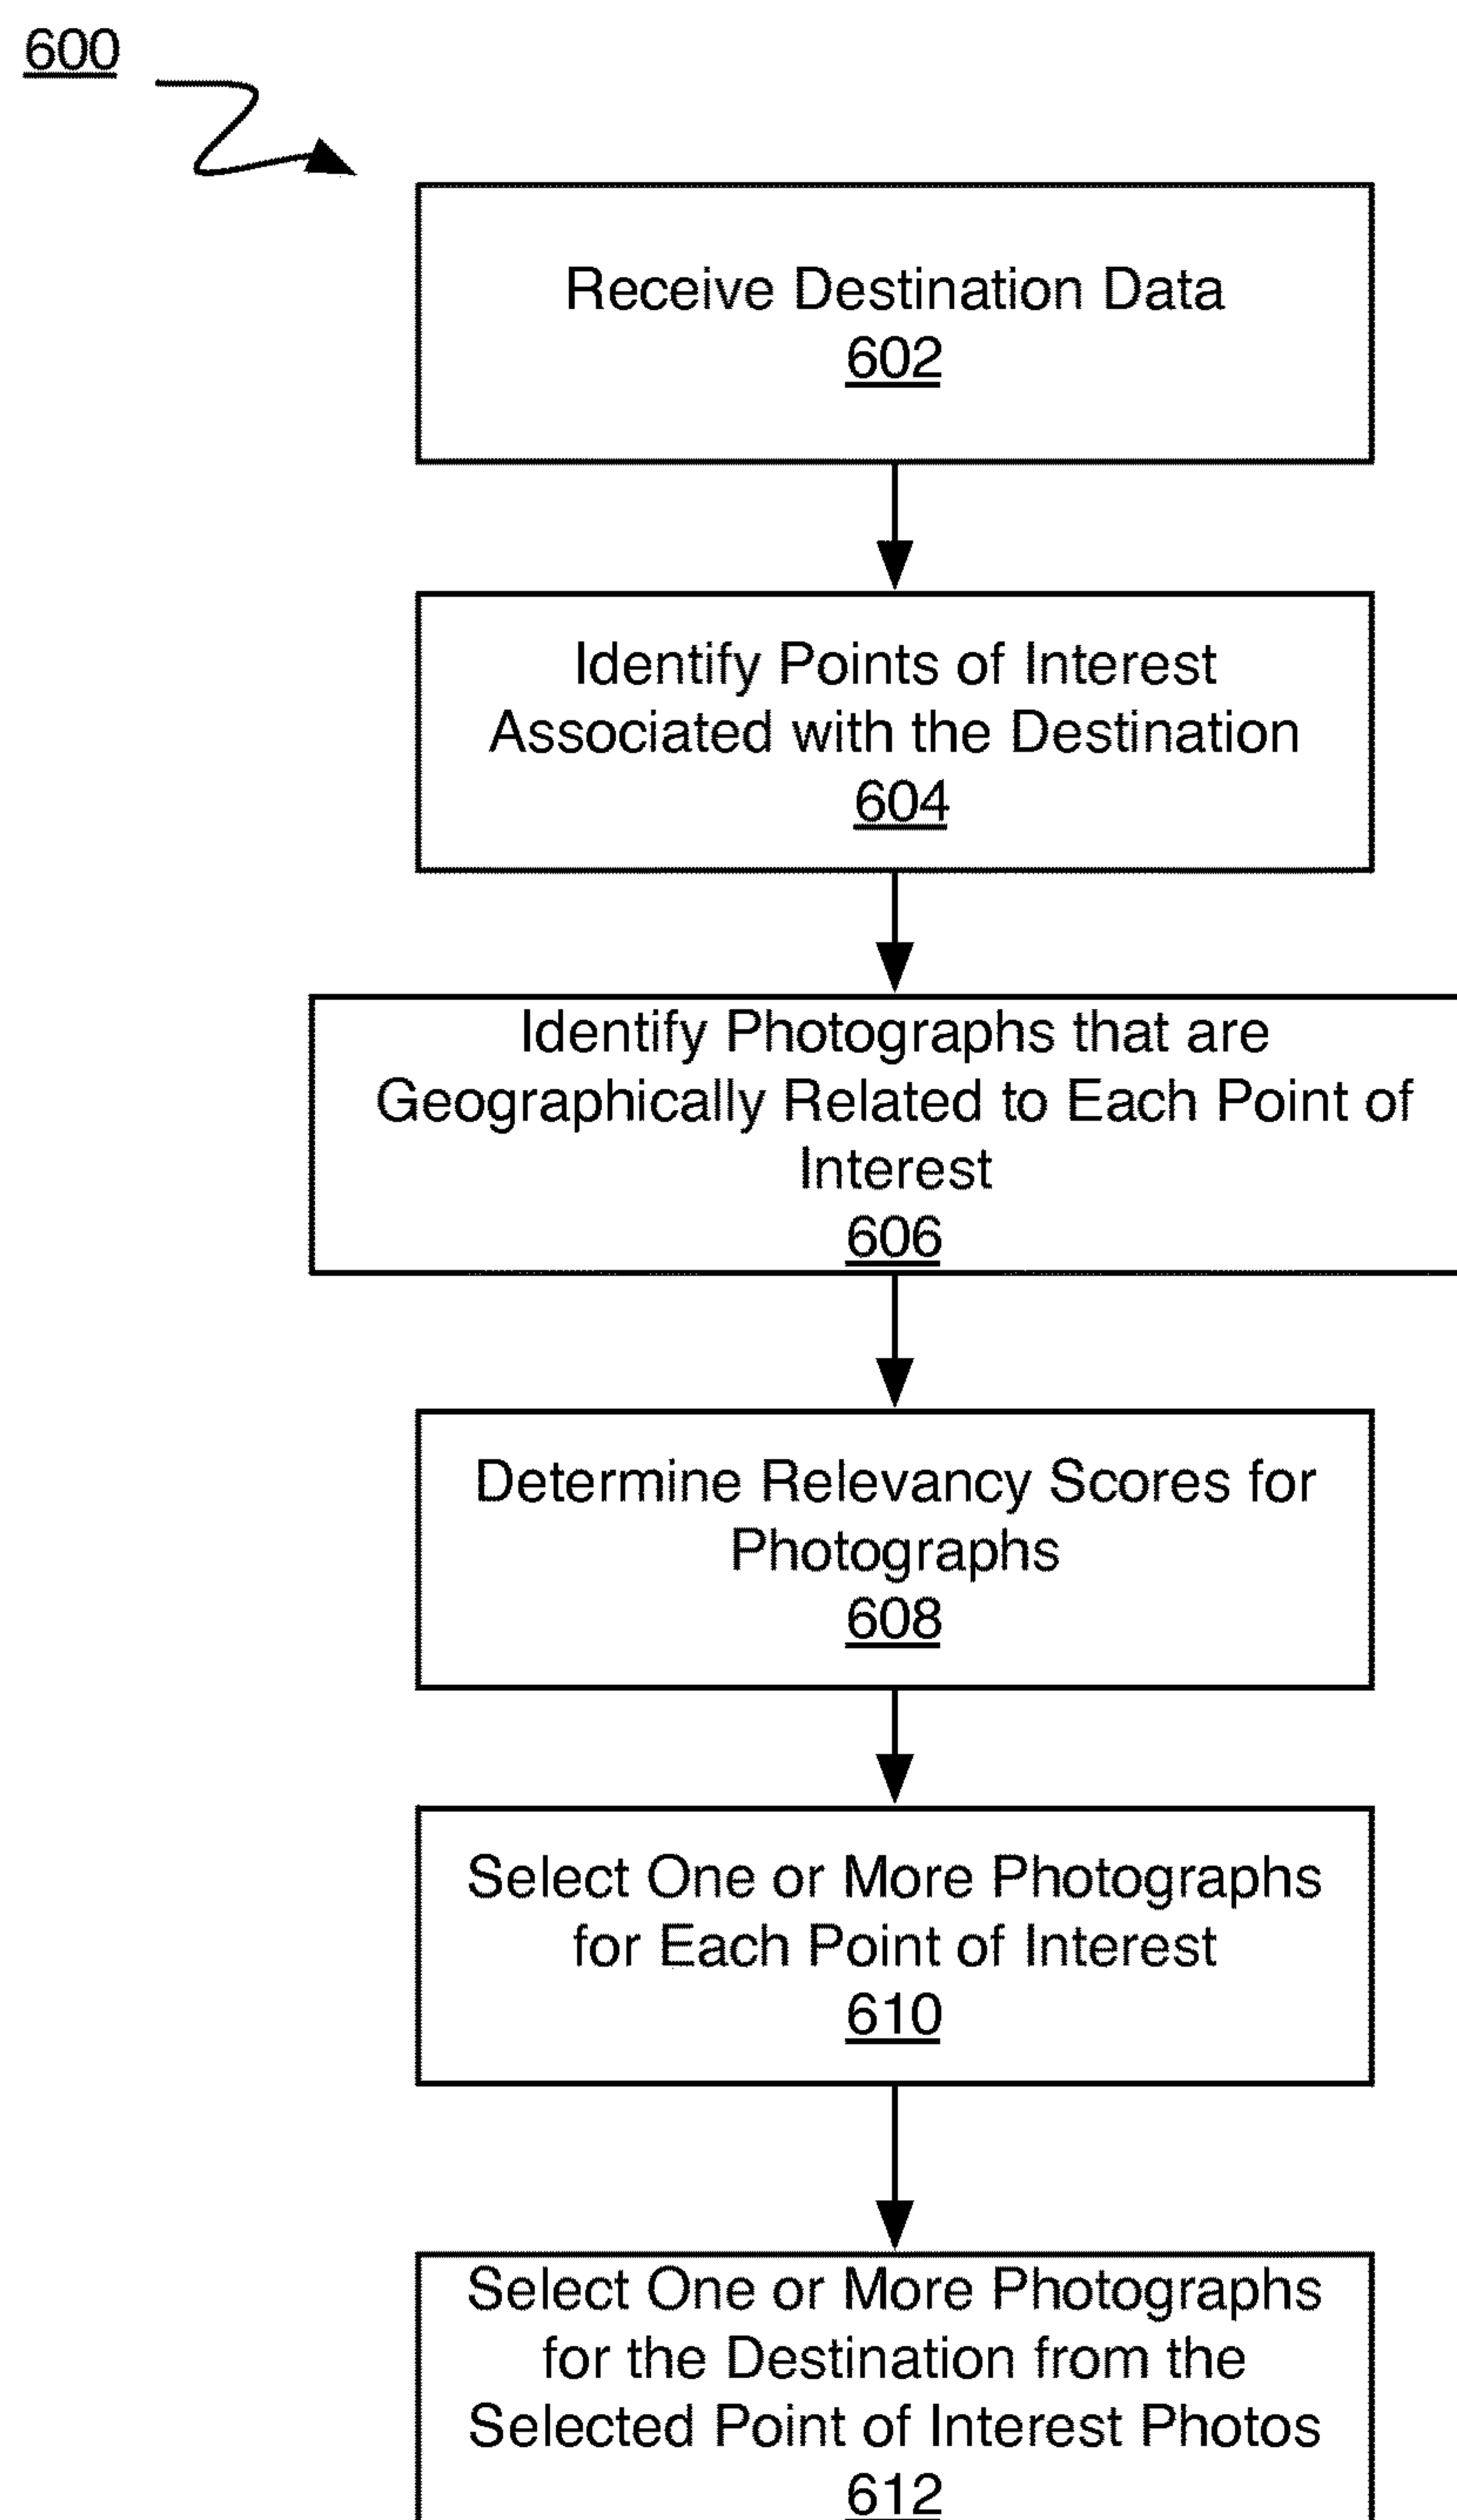 600
Receive Destination Data
602
Identify Points of Interest
Associated with the Destination
604
Identify Photographs that are
Geographically Related to Each Point of
Interest
606
Determine Relevancy Scores for
Photographs
608
Select One or More Photographs
for Each Point of Interest
610
Select One or More Photographs
for the Destination from the
Selected Point of Interest Photos
612